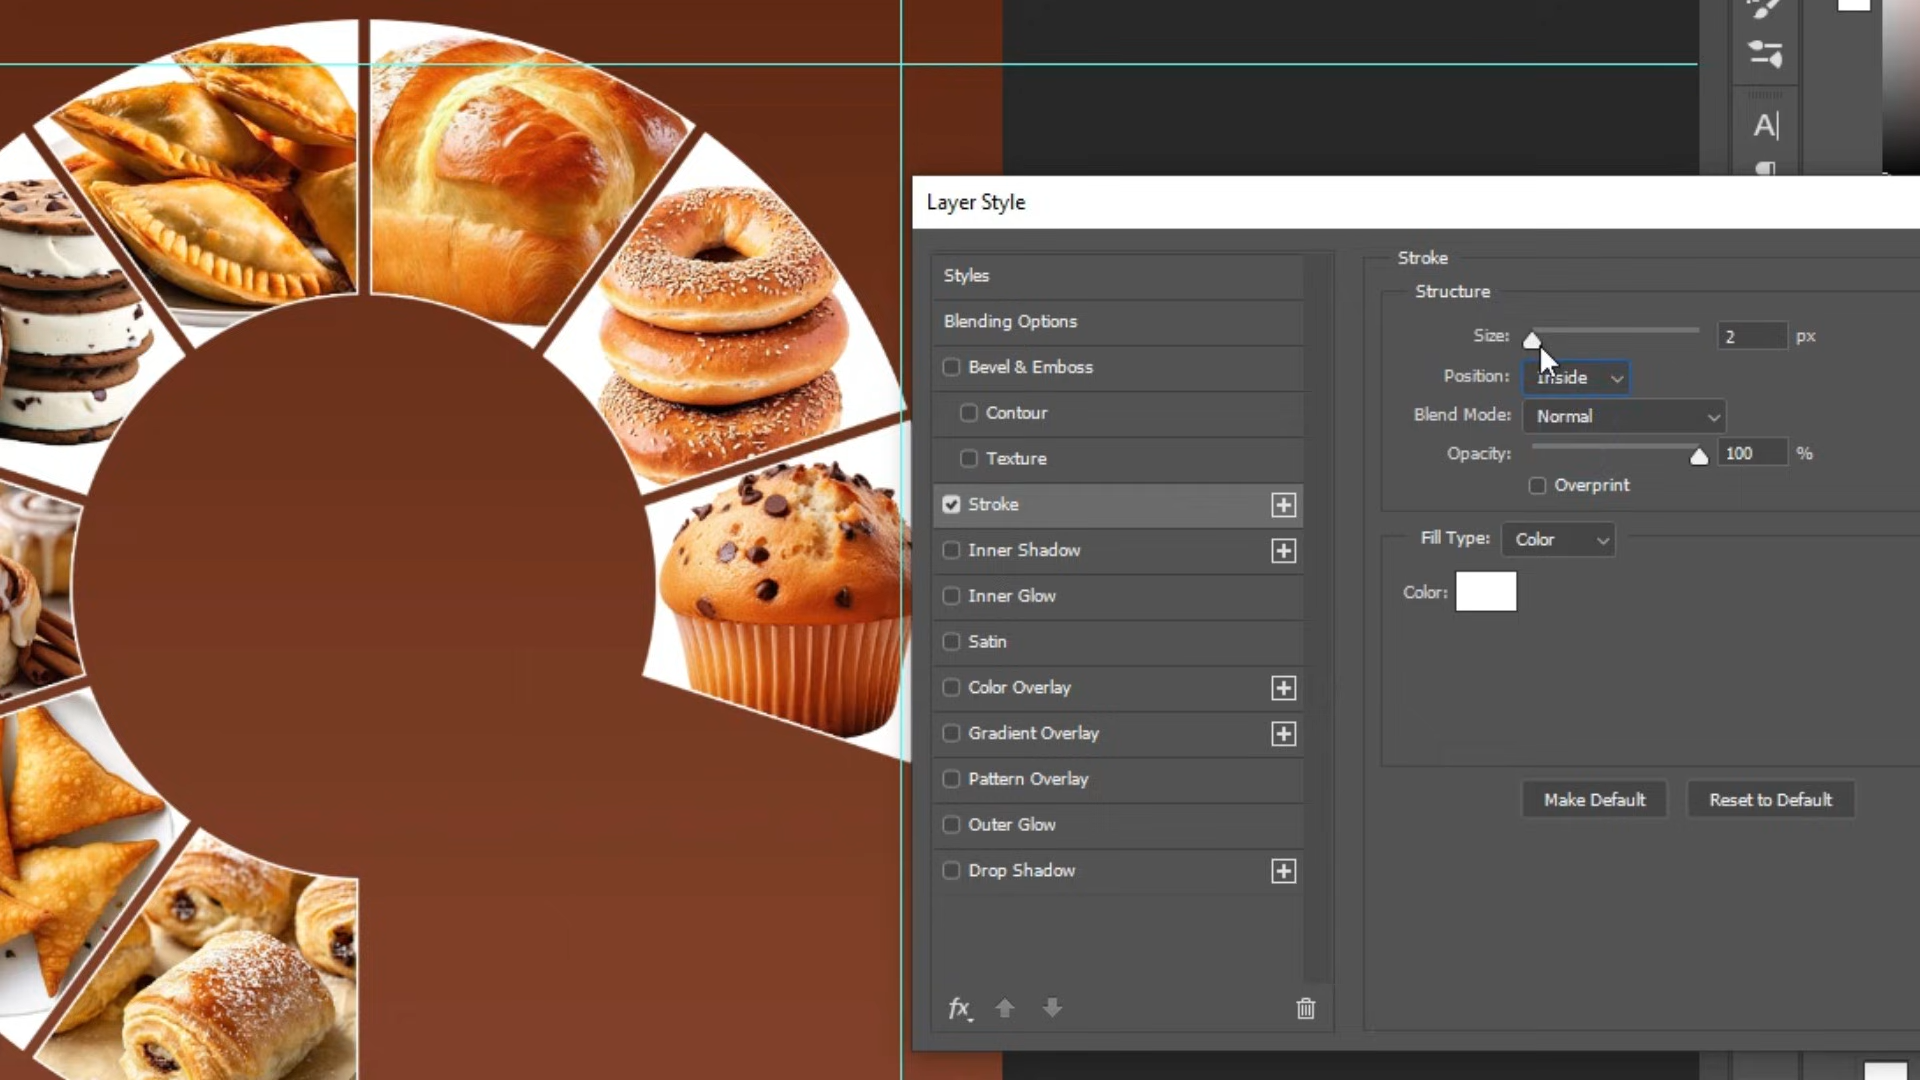 A|
Layer Style
Styles
Blending Options
Bevel & Emboss
Contour
Texture
Stroke
Inner Shadow
Inner Glow
Satin
Color Overlay
Gradient Overlay
Pattern Overlay
Outer Glow
Drop Shadow
fx
Stroke
Structure
Size: 2 px
Position: Inside
Blend Mode: Normal
Opacity: 100 %
Overprint
Fill Type: Color
Color:
Make Default Reset to Default